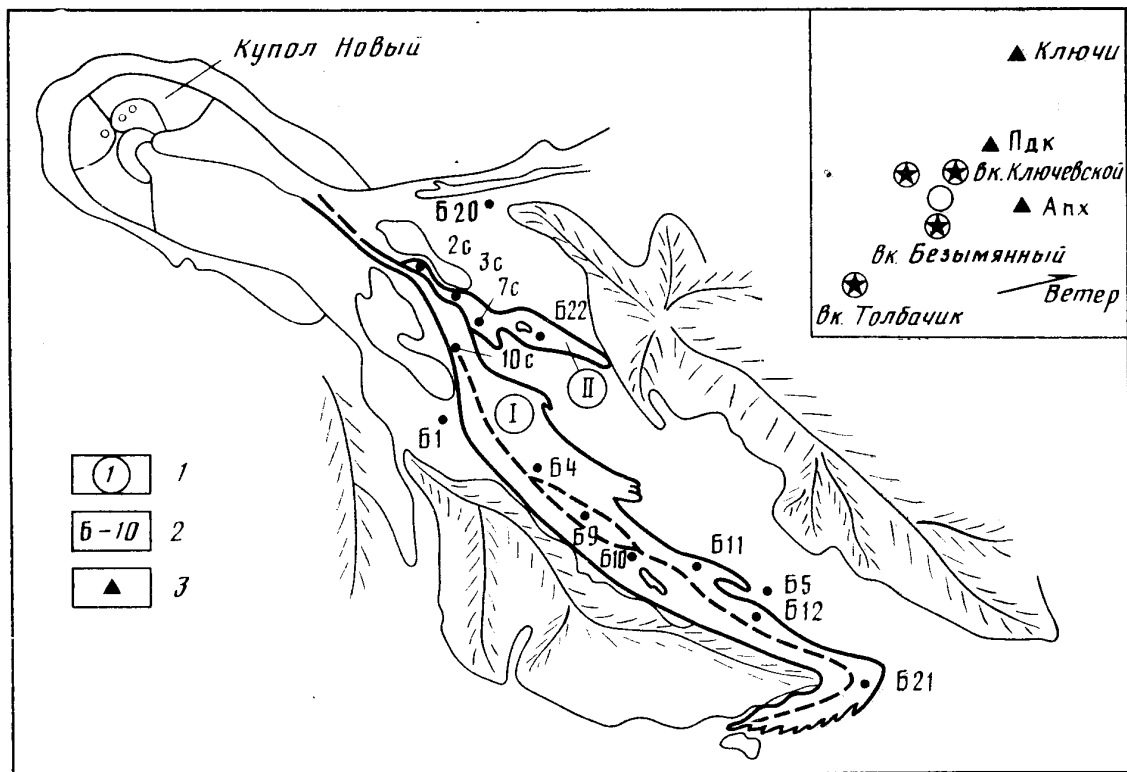 Купол Новый
Б20
2с
3с
7с
Б22
10с
II
I
Б1
Б4
Б9
Б10
Б11
Б5
Б12
Б21
1 1
Б-10 2
3
Ключи
Пдк
вк. Ключевской
Апх
вк. Безымянный
Ветер
вк. Толбачик